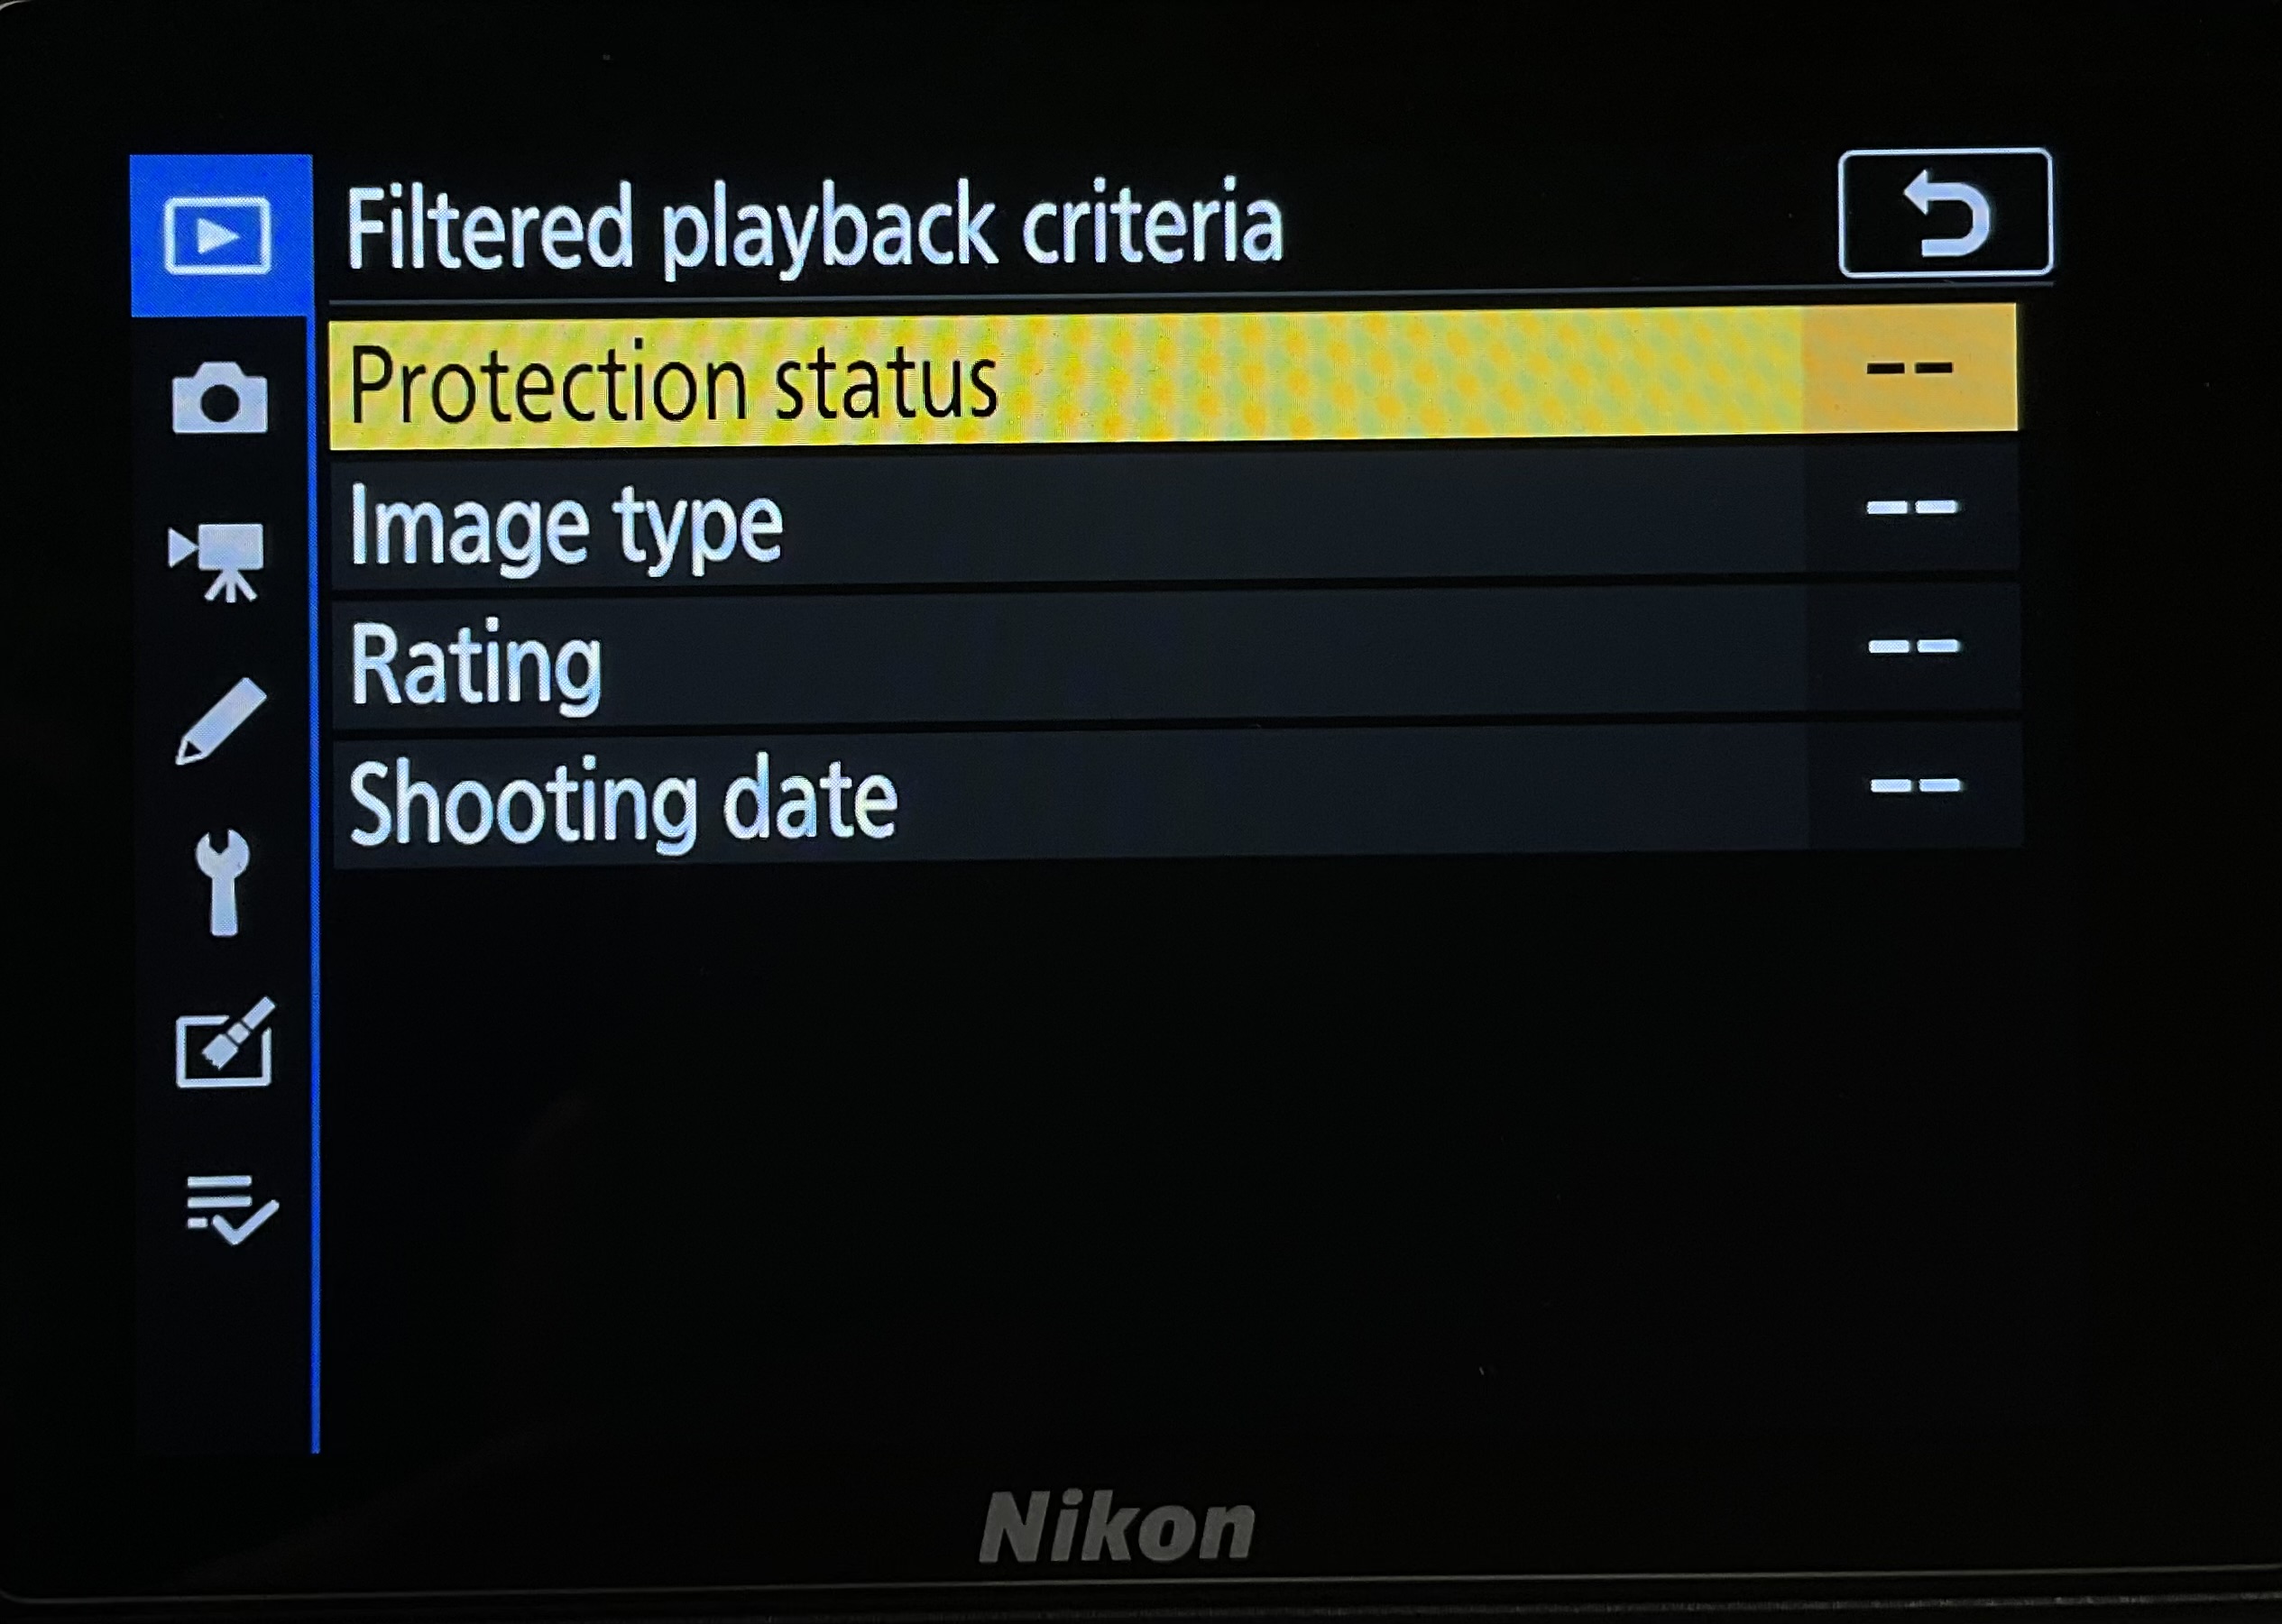 Filtered playback criteria
Protection status --
Image type --
Rating --
Shooting date --
Nikon